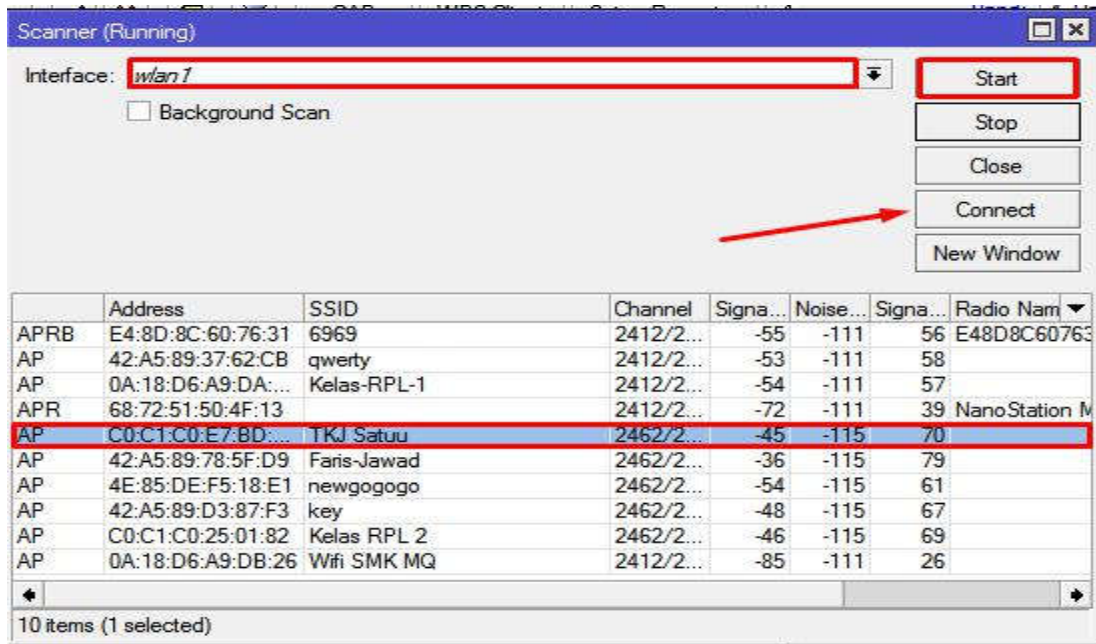 Scanner (Running)
Interface: wlan1
Start
Background Scan
Stop
Close
Connect
New Window
Address SSID Channel Signa... Noise... Signa... Radio Nam
APRB E4:8D:8C:60:76:31 6969 2412/2... -55 -111 56 E48D8C60763
AP 42:A5:89:37:62:CB qwerty 2412/2... -53 -111 58
AP 0A:18:D6:A9:DA:... Kelas-RPL-1 2412/2... -54 -111 57
APR 68:72:51:50:4F:13 2412/2... -72 -111 39 NanoStation M
AP C0:C1:C0:E7:BD:... TKJ Satuu 2462/2... -45 -115 70
AP 42:A5:89:78:5F:D9 Faris-Jawad 2462/2... -36 -115 79
AP 4E:85:DE:F5:18:E1 newgogogo 2462/2... -54 -115 61
AP 42:A5:89:D3:87:F3 key 2462/2... -48 -115 67
AP C0:C1:C0:25:01:82 Kelas RPL 2 2462/2... -46 -115 69
AP 0A:18:D6:A9:DB:26 Wifi SMK MQ 2412/2... -85 -111 26
10 items (1 selected)